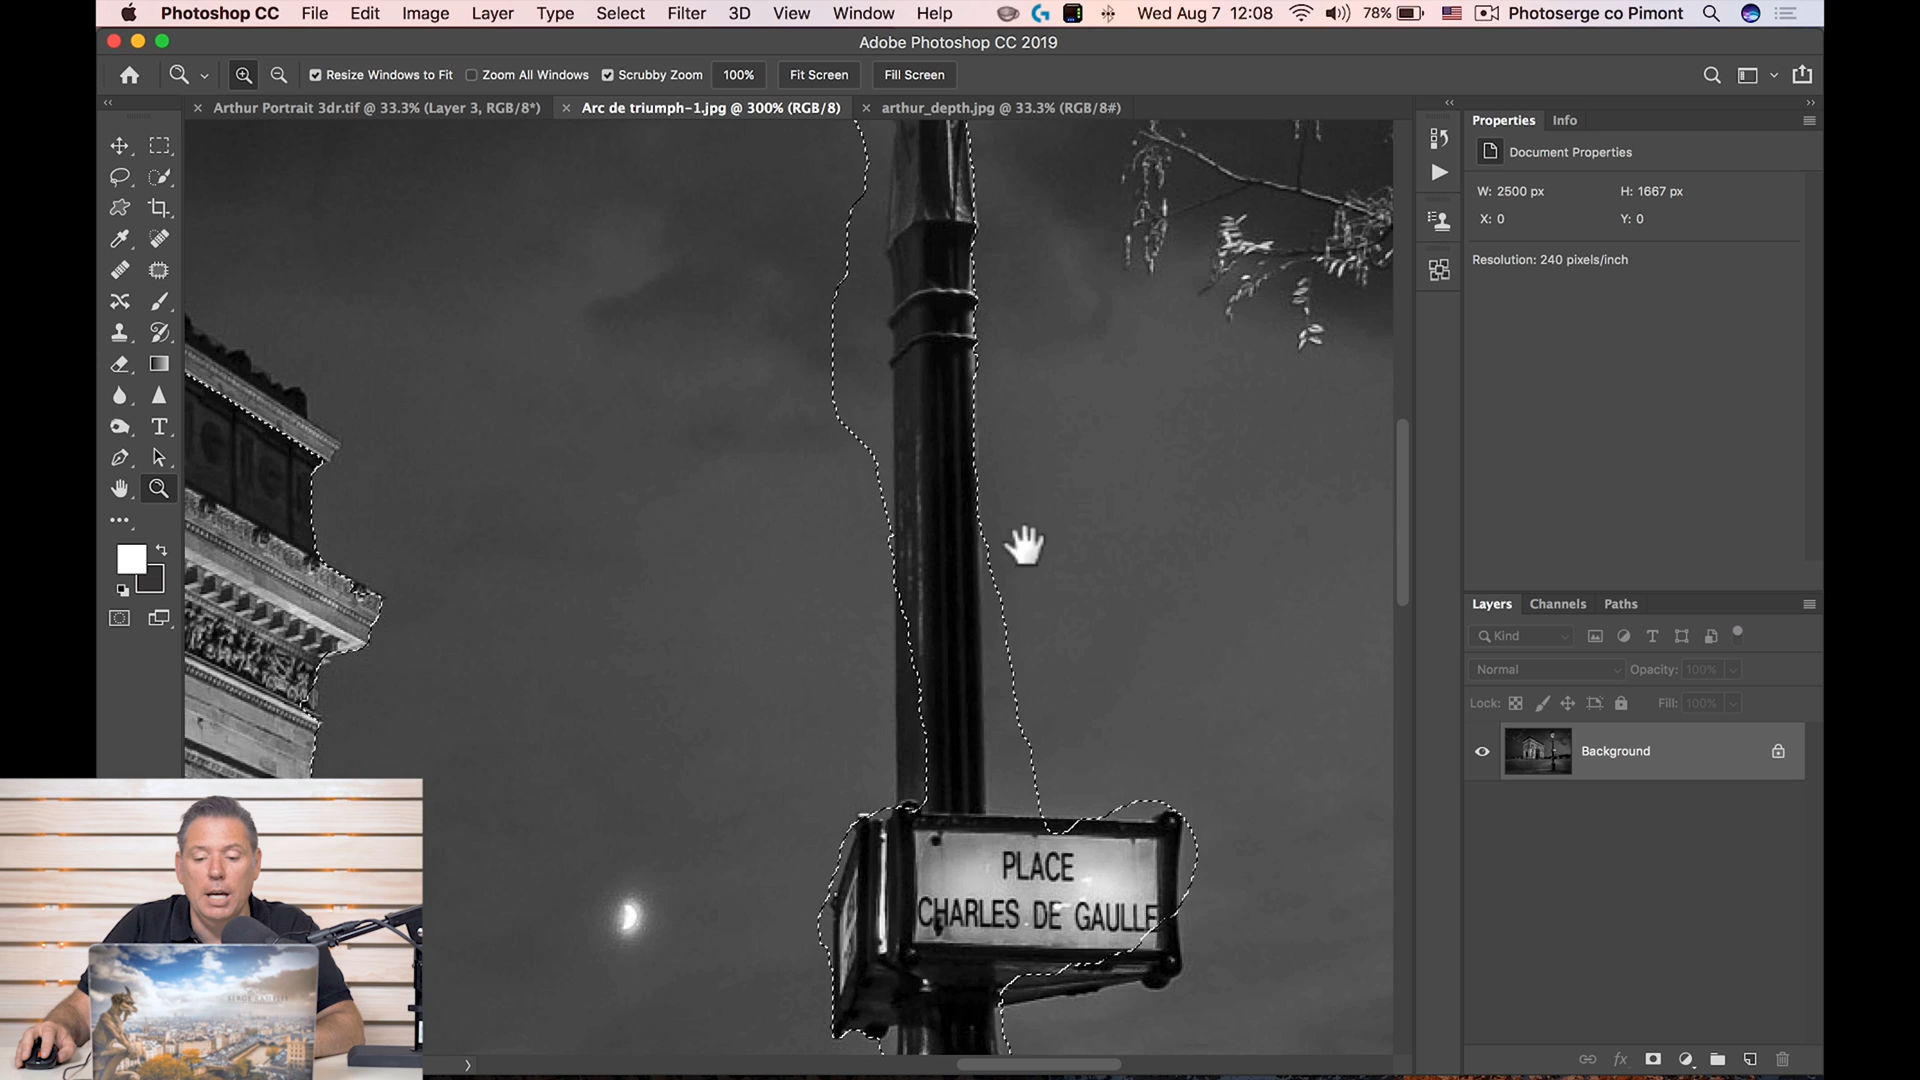 Photoshop CC File Edit Image Layer Type Select Filter 3D View Window Help Wed Aug 7 12:08 78% Photoserge co Pimont
Adobe Photoshop CC 2019
Resize Windows to Fit Zoom All Windows Scrubby Zoom 100% Fit Screen Fill Screen
Arthur Portrait 3dr.tif @ 33.3% (Layer 3, RGB/8*) Arc de triumph-1.jpg @ 300% (RGB/8) arthur_depth.jpg @ 33.3% (RGB/8#)
Properties Info
Document Properties
W: 2500 px H: 1667 px
X: 0 Y: 0
Resolution: 240 pixels/inch
Layers Channels Paths
Kind
Normal Opacity: 100%
Lock: Fill: 100%
Background
PLACE
CHARLES DE GAULLE